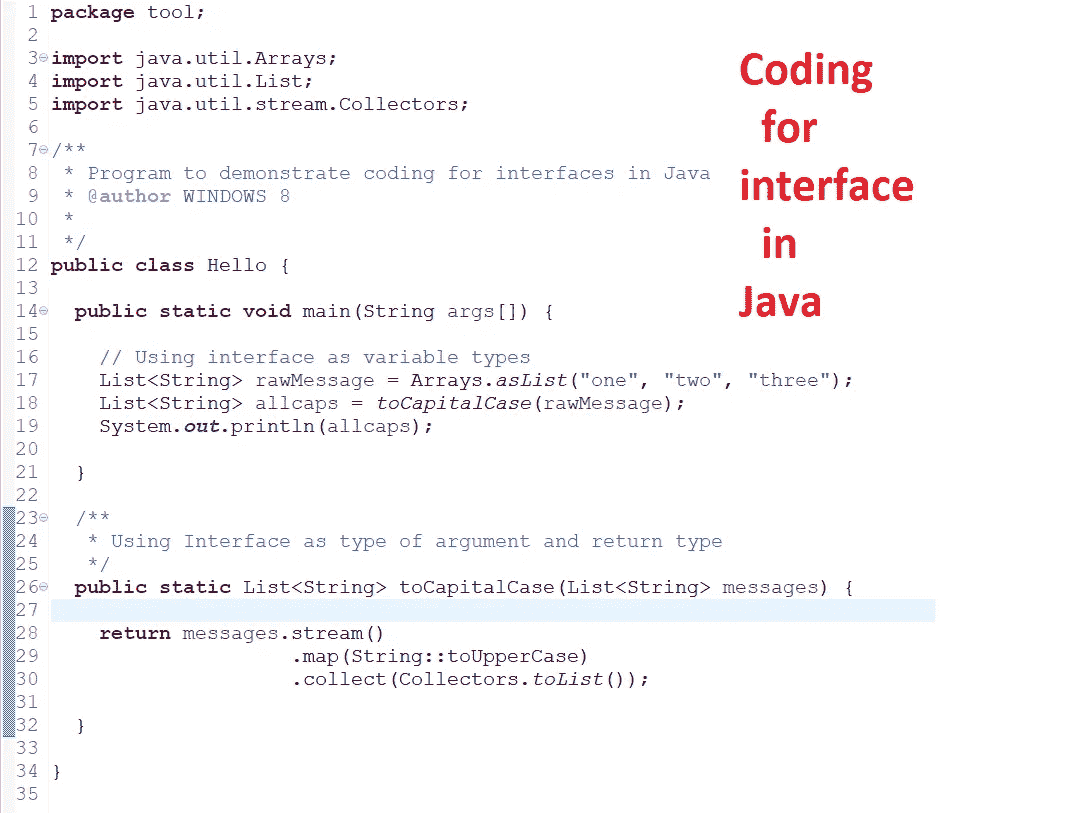 1 package tool;
2
3 import java.util.Arrays;
4 import java.util.List;
5 import java.util.stream.Collectors;
6
7 /**
8  * Program to demonstrate coding for interfaces in Java
9  * @author WINDOWS 8
10  *
11  */
12 public class Hello {
13
14   public static void main(String args[]) {
15
16     // Using interface as variable types
17     List<String> rawMessage = Arrays.asList("one", "two", "three");
18     List<String> allcaps = toCapitalCase(rawMessage);
19     System.out.println(allcaps);
20
21   }
22
23   /**
24    * Using Interface as type of argument and return type
25    */
26   public static List<String> toCapitalCase(List<String> messages) {
27
28     return messages.stream()
29                     .map(String::toUpperCase)
30                     .collect(Collectors.toList());
31
32   }
33
34 }
35
Coding
for
interface
in
Java